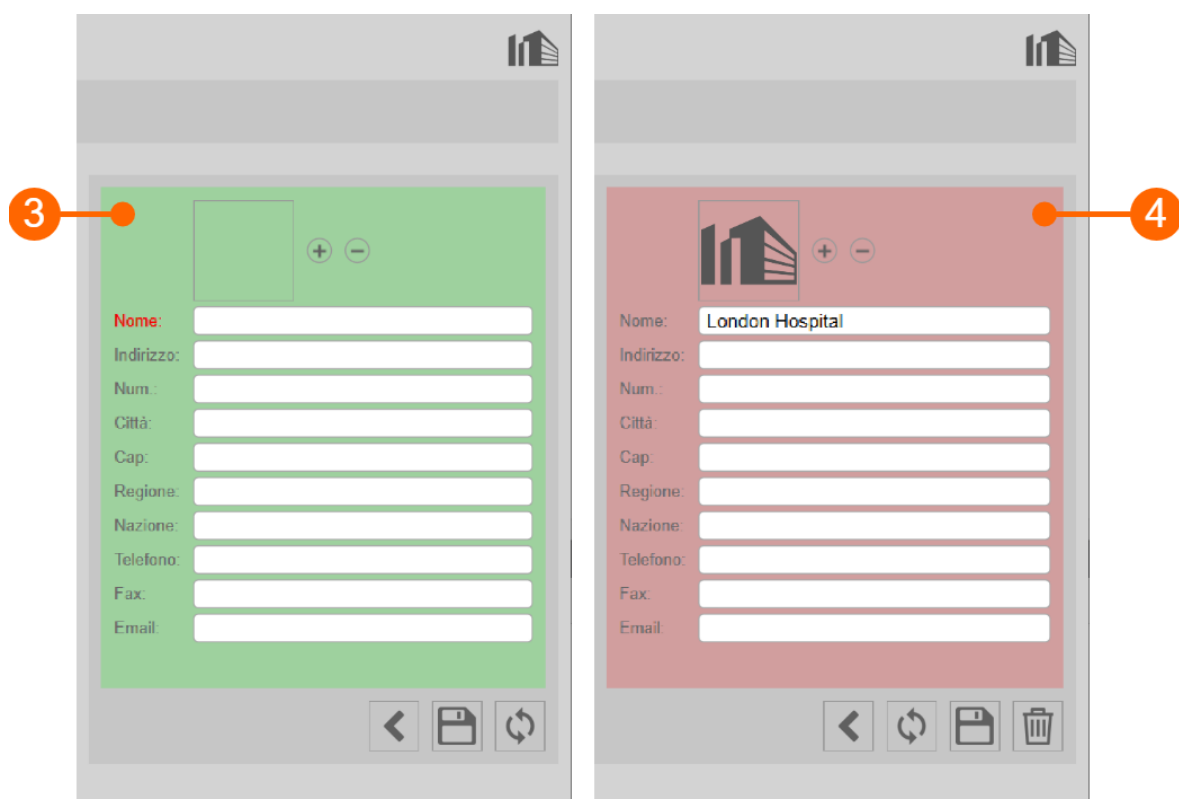 3
Nome:
Indirizzo:
Num.:
Città:
Cap:
Regione:
Nazione:
Telefono:
Fax:
Email:
4
Nome: London Hospital
Indirizzo:
Num.:
Città:
Cap:
Regione:
Nazione:
Telefono:
Fax:
Email: